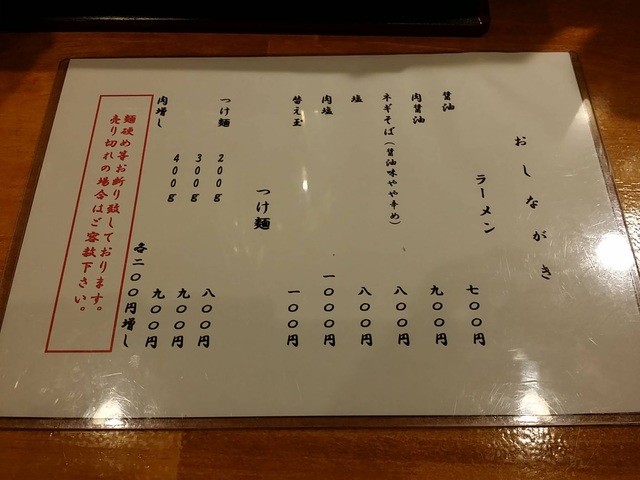 おしながき
ラーメン
醤油 七〇〇円
肉醤油 九〇〇円
ネギそば(醤油味やや辛め) 八〇〇円
塩 八〇〇円
肉塩 一〇〇〇円
替え玉 一〇〇円
つけ麺
つけ麺 200g 八〇〇円
300g 九〇〇円
400g 九〇〇円
肉増し 各二〇〇円増し
麺硬め等お断り致しております。
売り切れの場合はご容赦下さい。